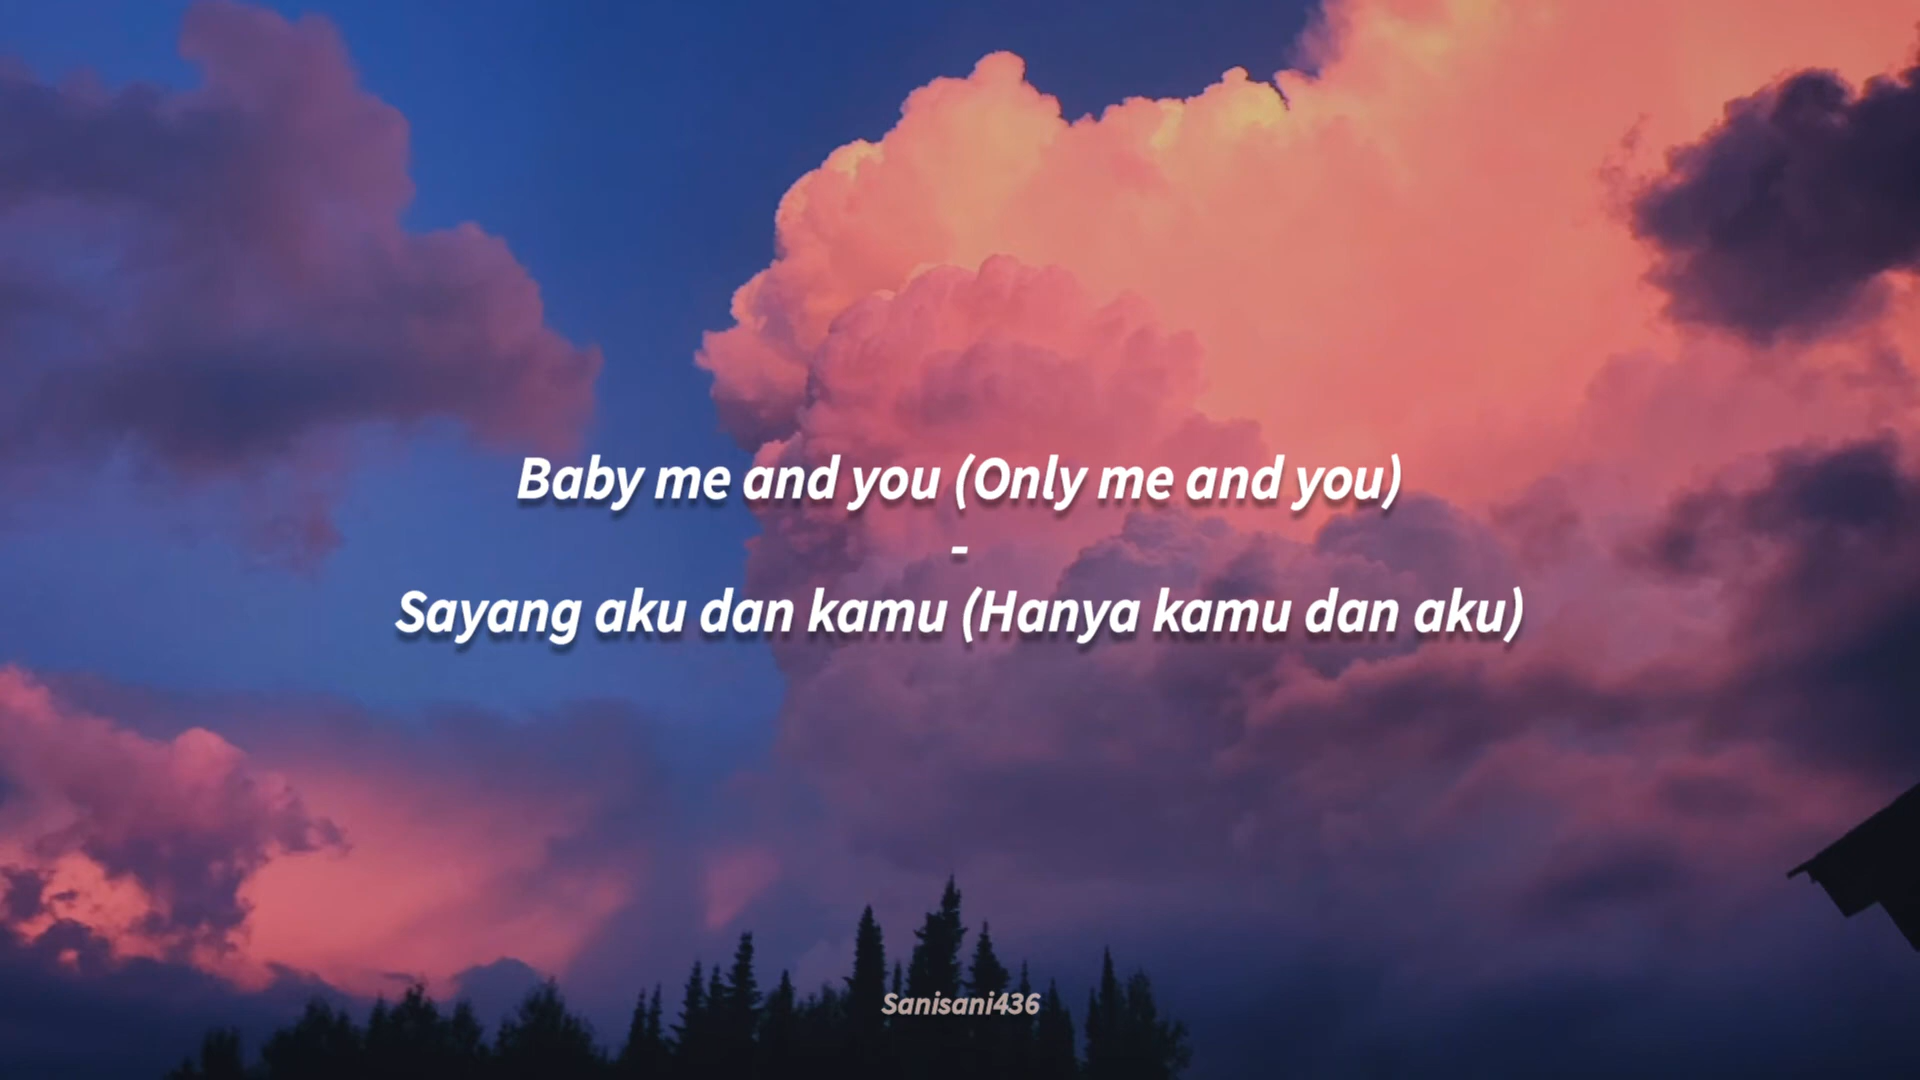 Baby me and you (Only me and you)
-
Sayang aku dan kamu (Hanya kamu dan aku)
Sanisani436